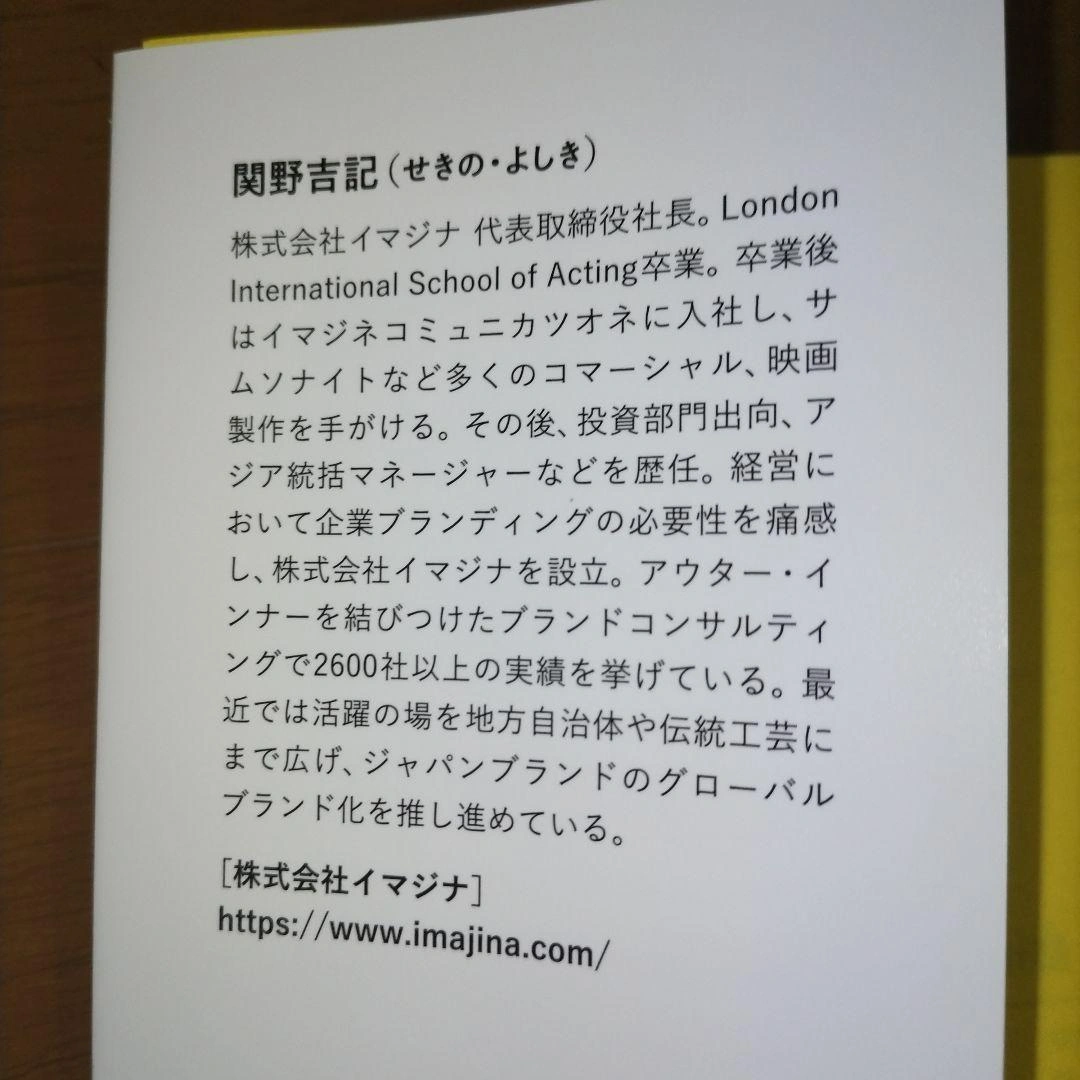 関野吉記(せきの・よしき)
株式会社イマジナ 代表取締役社長。London
International School of Acting卒業。卒業後
はイマジネコミュニカツオネに入社し、サ
ムソナイトなど多くのコマーシャル、映画
製作を手がける。その後、投資部門出向、ア
ジア統括マネージャーなどを歴任。経営に
おいて企業ブランディングの必要性を痛感
し、株式会社イマジナを設立。アウター・イ
ンナーを結びつけたブランドコンサルティ
ングで2600社以上の実績を挙げている。最
近では活躍の場を地方自治体や伝統工芸に
まで広げ、ジャパンブランドのグローバル
ブランド化を推し進めている。
[株式会社イマジナ]
https://www.imajina.com/